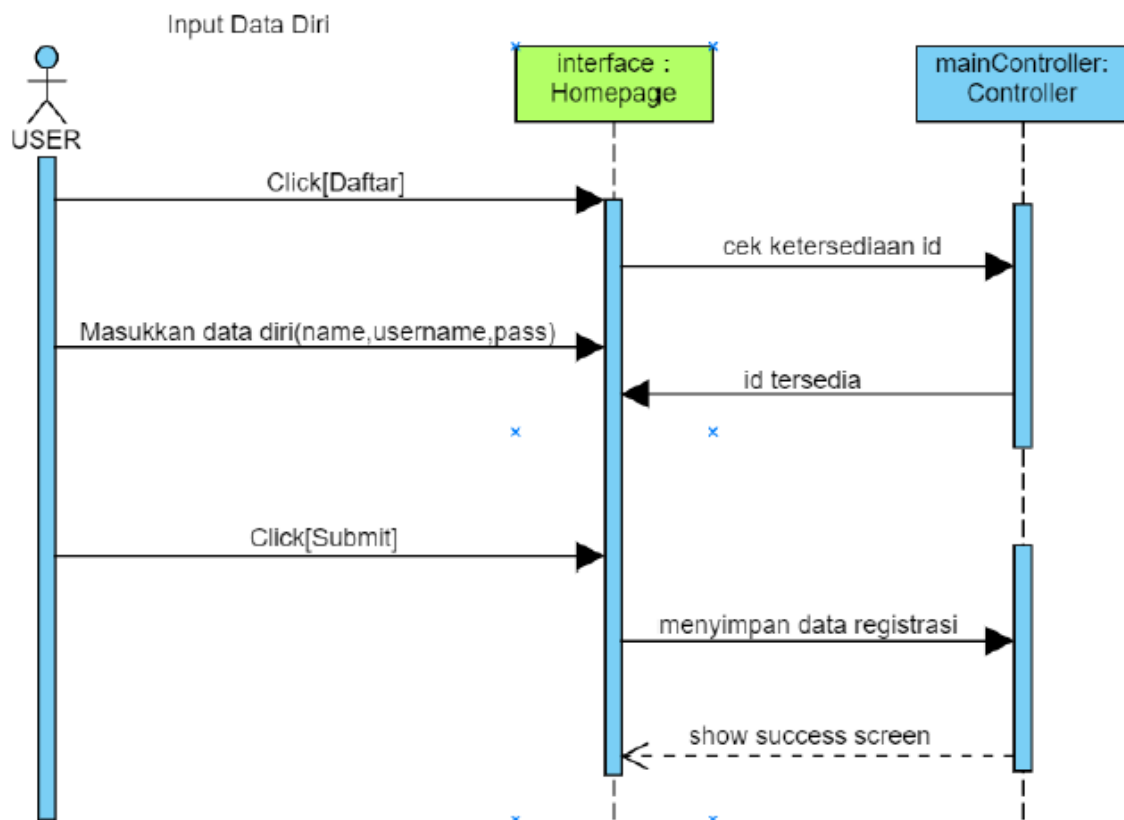 Input Data Diri
interface :
Homepage
mainController:
Controller
USER
Click[Daftar]
cek ketersediaan id
Masukkan data diri(name,username,pass)
id tersedia
Click[Submit]
menyimpan data registrasi
show success screen